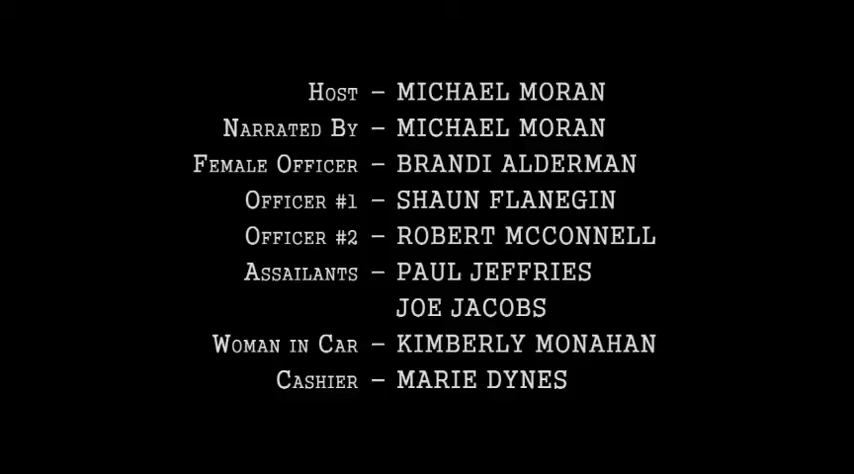 Host – MICHAEL MORAN
Narrated By – MICHAEL MORAN
Female Officer – BRANDI ALDERMAN
Officer #1 – SHAUN FLANEGIN
Officer #2 – ROBERT MCCONNELL
Assailants – PAUL JEFFRIES
JOE JACOBS
Woman in Car – KIMBERLY MONAHAN
Cashier – MARIE DYNES